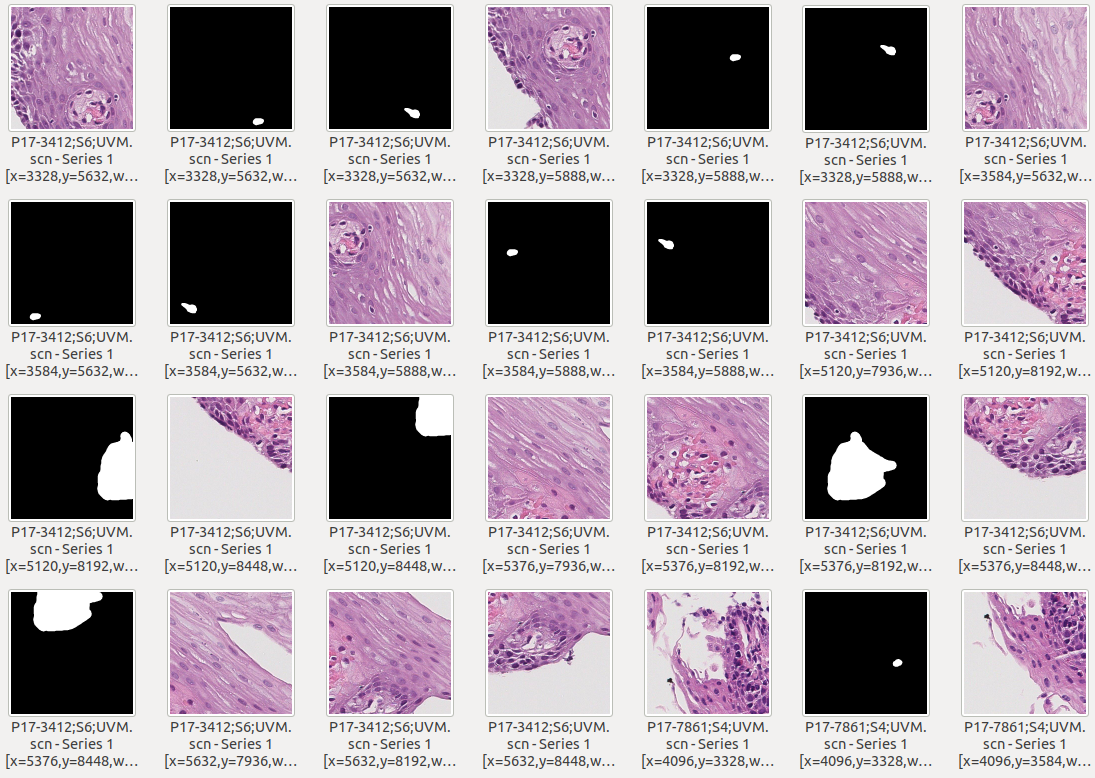 P17-3412;S6;UVM.
scn - Series 1
[x=3328,y=5632,w...
P17-3412;S6;UVM.
scn - Series 1
[x=3328,y=5632,w...
P17-3412;S6;UVM.
scn - Series 1
[x=3328,y=5632,w...
P17-3412;S6;UVM.
scn - Series 1
[x=3328,y=5888,w...
P17-3412;S6;UVM.
scn - Series 1
[x=3328,y=5888,w...
P17-3412;S6;UVM.
scn - Series 1
[x=3328,y=5888,w...
P17-3412;S6;UVM.
scn - Series 1
[x=3584,y=5632,w...
P17-3412;S6;UVM.
scn - Series 1
[x=3584,y=5632,w...
P17-3412;S6;UVM.
scn - Series 1
[x=3584,y=5632,w...
P17-3412;S6;UVM.
scn - Series 1
[x=3584,y=5888,w...
P17-3412;S6;UVM.
scn - Series 1
[x=3584,y=5888,w...
P17-3412;S6;UVM.
scn - Series 1
[x=3584,y=5888,w...
P17-3412;S6;UVM.
scn - Series 1
[x=5120,y=7936,w...
P17-3412;S6;UVM.
scn - Series 1
[x=5120,y=8192,w...
P17-3412;S6;UVM.
scn - Series 1
[x=5120,y=8192,w...
P17-3412;S6;UVM.
scn - Series 1
[x=5120,y=8448,w...
P17-3412;S6;UVM.
scn - Series 1
[x=5120,y=8448,w...
P17-3412;S6;UVM.
scn - Series 1
[x=5376,y=7936,w...
P17-3412;S6;UVM.
scn - Series 1
[x=5376,y=8192,w...
P17-3412;S6;UVM.
scn - Series 1
[x=5376,y=8192,w...
P17-3412;S6;UVM.
scn - Series 1
[x=5376,y=8448,w...
P17-3412;S6;UVM.
scn - Series 1
[x=5376,y=8448,w...
P17-3412;S6;UVM.
scn - Series 1
[x=5632,y=7936,w...
P17-3412;S6;UVM.
scn - Series 1
[x=5632,y=8192,w...
P17-3412;S6;UVM.
scn - Series 1
[x=5632,y=8448,w...
P17-7861;S4;UVM.
scn - Series 1
[x=4096,y=3328,w...
P17-7861;S4;UVM.
scn - Series 1
[x=4096,y=3328,w...
P17-7861;S4;UVM.
scn - Series 1
[x=4096,y=3584,w...